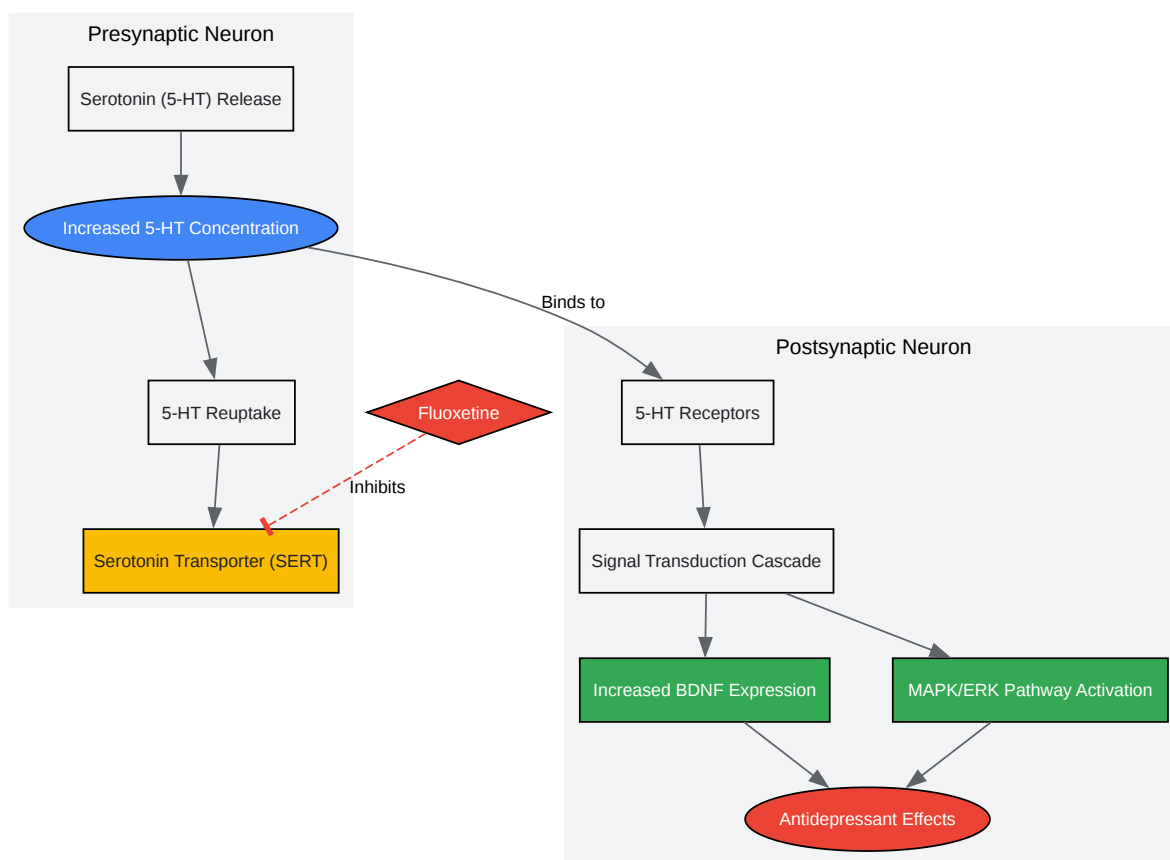 Presynaptic Neuron
Serotonin (5-HT) Release
Increased 5-HT Concentration
Binds to
Postsynaptic Neuron
5-HT Reuptake
Fluoxetine
5-HT Receptors
Inhibits
Serotonin Transporter (SERT)
Signal Transduction Cascade
Increased BDNF Expression
MAPK/ERK Pathway Activation
Antidepressant Effects